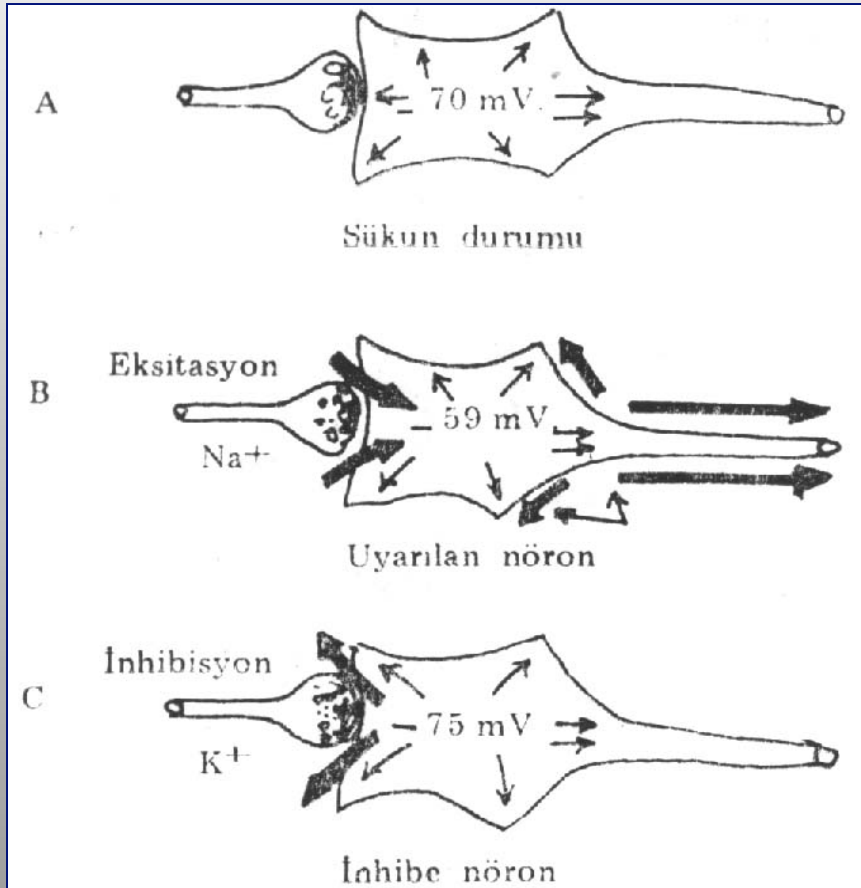 A
– 70 mV.
Sükun durumu
Eksitasyon
B
– 59 mV
Na+
Uyarılan nöron
İnhibisyon
C
– 75 mV
K+
İnhibe nöron